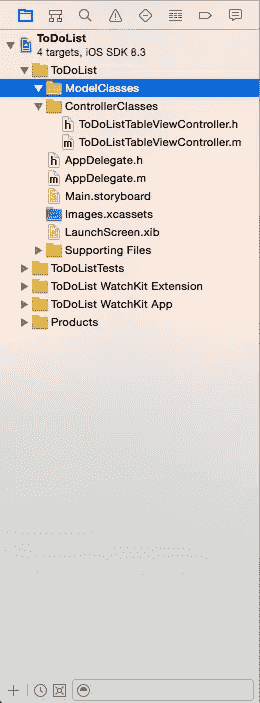 ToDoList
4 targets, iOS SDK 8.3
ToDoList
ModelClasses
ControllerClasses
h ToDoListTableViewController.h
m ToDoListTableViewController.m
h AppDelegate.h
m AppDelegate.m
Main.storyboard
Images.xcassets
LaunchScreen.xib
Supporting Files
ToDoListTests
ToDoList WatchKit Extension
ToDoList WatchKit App
Products